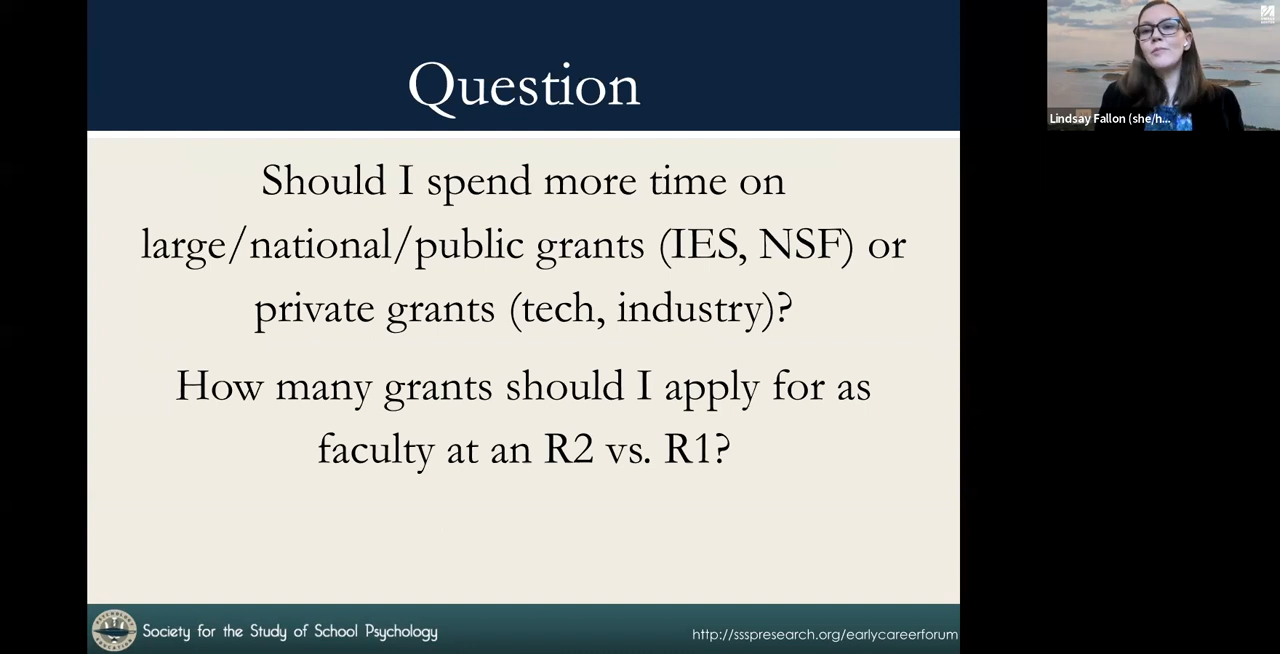 Question
Should I spend more time on
large/national/public grants (IES, NSF) or
private grants (tech, industry)?
How many grants should I apply for as
faculty at an R2 vs. R1?
Society for the Study of School Psychology
http://ssspresearch.org/earlycareerforum
Lindsay Fallon (she/h...